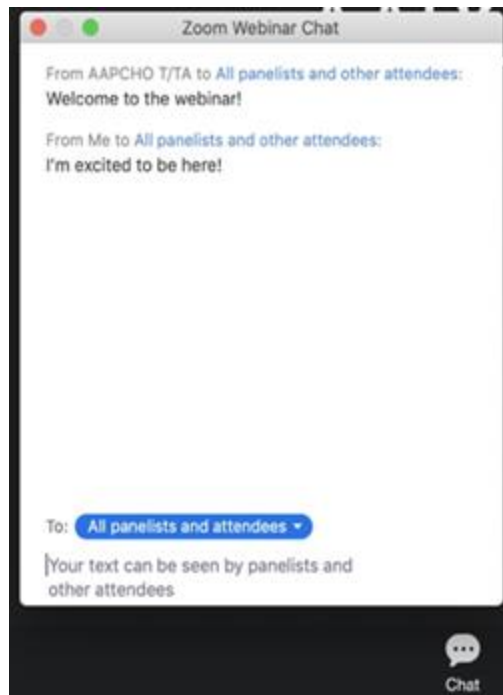 Zoom Webinar Chat
From AAPCHO T/TA to All panelists and other attendees:
Welcome to the webinar!
From Me to All panelists and other attendees:
I'm excited to be here!
To: All panelists and attendees
Your text can be seen by panelists and
other attendees
Chat